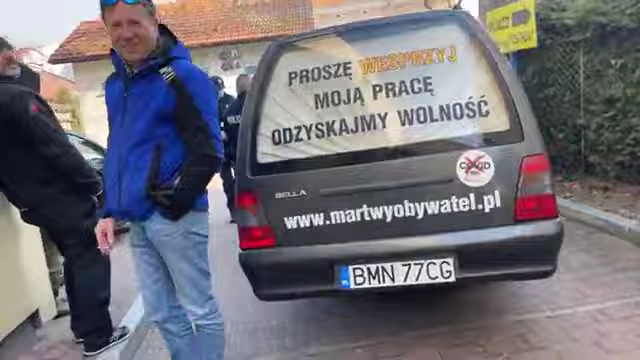 PROSZĘ WESPRZYJ
MOJĄ PRACĘ
ODZYSKAJMY WOLNOŚĆ
COVID
BELLA
www.martwyobywatel.pl
BMN 77CG